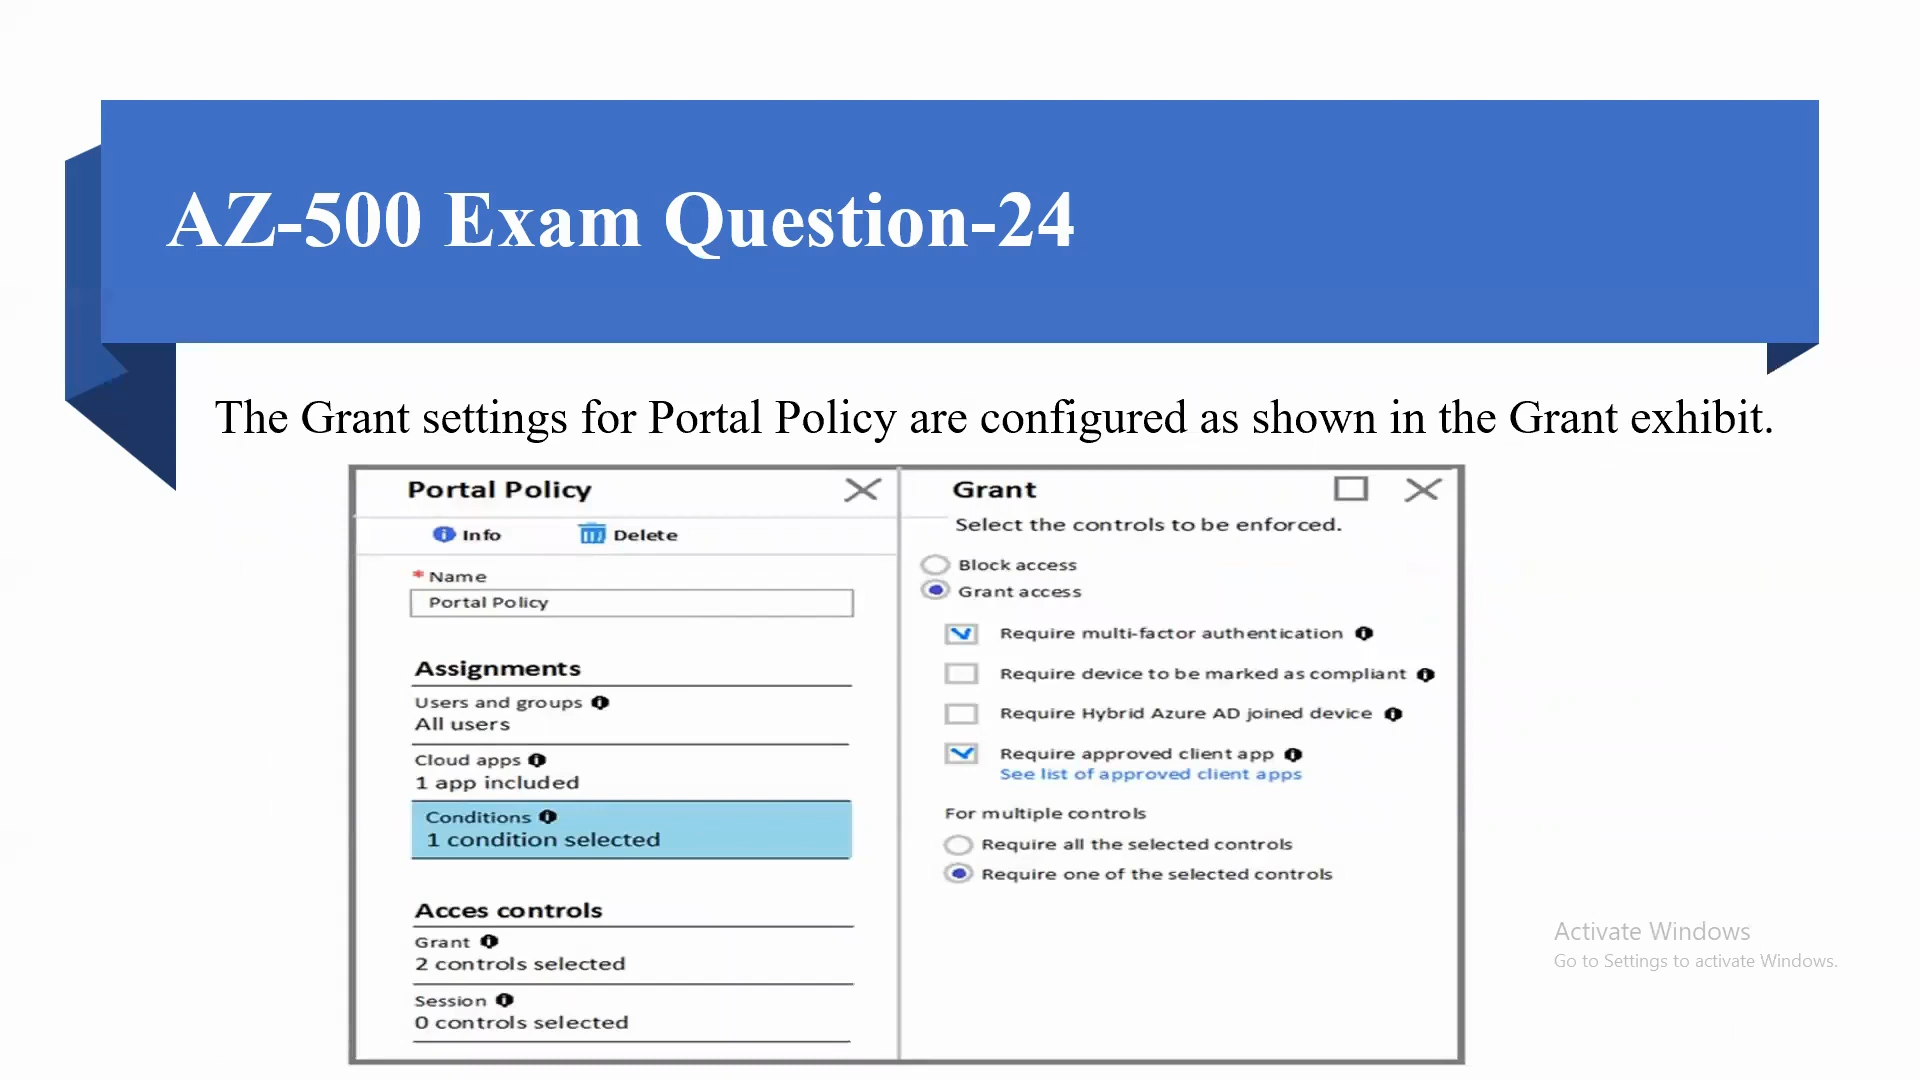 AZ-500 Exam Question-24
The Grant settings for Portal Policy are configured as shown in the Grant exhibit.
Portal Policy
Info Delete
* Name
Portal Policy
Assignments
Users and groups
All users
Cloud apps
1 app included
Conditions
1 condition selected
Acces controls
Grant
2 controls selected
Session
0 controls selected
Grant
Select the controls to be enforced.
Block access
Grant access
Require multi-factor authentication
Require device to be marked as compliant
Require Hybrid Azure AD joined device
Require approved client app
See list of approved client apps
For multiple controls
Require all the selected controls
Require one of the selected controls
Activate Windows
Go to Settings to activate Windows.